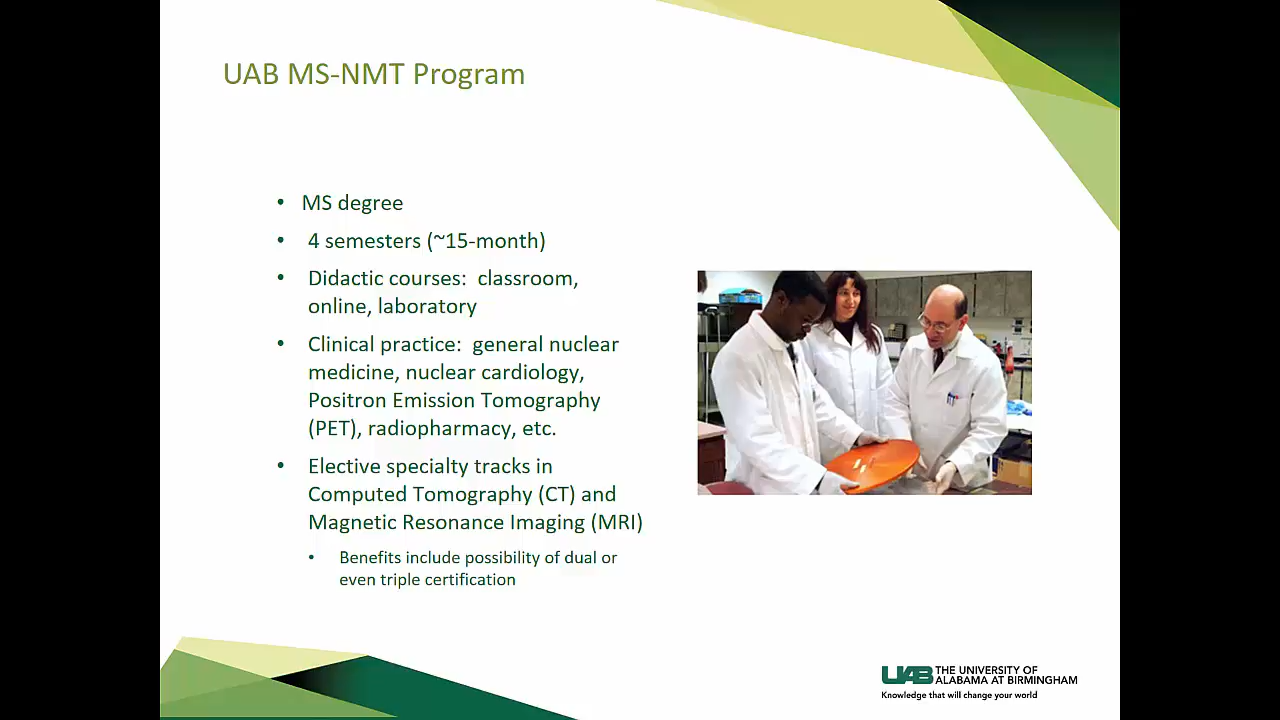 UAB MS-NMT Program
• MS degree
• 4 semesters (~15-month)
• Didactic courses:  classroom,
online, laboratory
• Clinical practice:  general nuclear
medicine, nuclear cardiology,
Positron Emission Tomography
(PET), radiopharmacy, etc.
• Elective specialty tracks in
Computed Tomography (CT) and
Magnetic Resonance Imaging (MRI)
• Benefits include possibility of dual or
even triple certification
UAB THE UNIVERSITY OF
ALABAMA AT BIRMINGHAM
Knowledge that will change your world